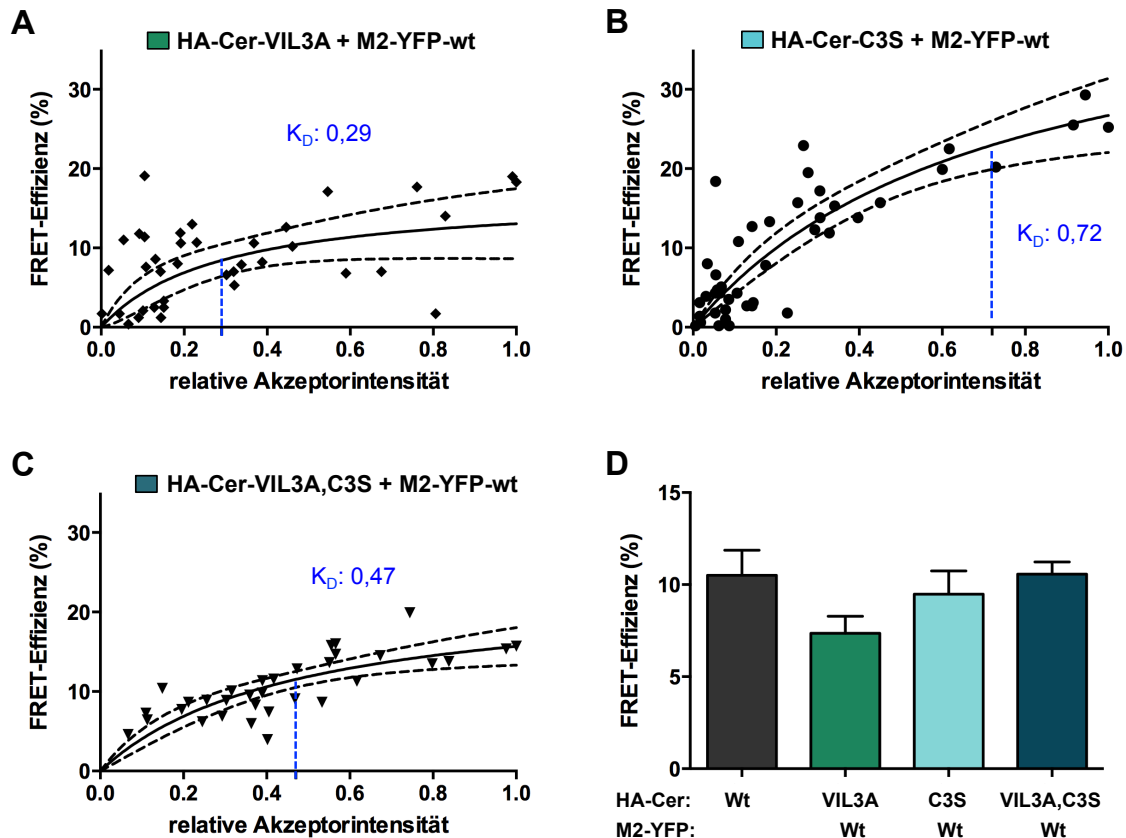 A
HA-Cer-VIL3A + M2-YFP-wt
FRET-Effizienz (%)
30
20
10
0
K_D: 0,29
0.0 0.2 0.4 0.6 0.8 1.0
relative Akzeptorintensität
B
HA-Cer-C3S + M2-YFP-wt
FRET-Effizienz (%)
30
20
10
0
K_D: 0,72
0.0 0.2 0.4 0.6 0.8 1.0
relative Akzeptorintensität
C
HA-Cer-VIL3A,C3S + M2-YFP-wt
FRET-Effizienz (%)
30
20
10
0
K_D: 0,47
0.0 0.2 0.4 0.6 0.8 1.0
relative Akzeptorintensität
D
FRET-Effizienz (%)
15
10
5
0
HA-Cer: Wt VIL3A C3S VIL3A,C3S
M2-YFP: Wt Wt Wt